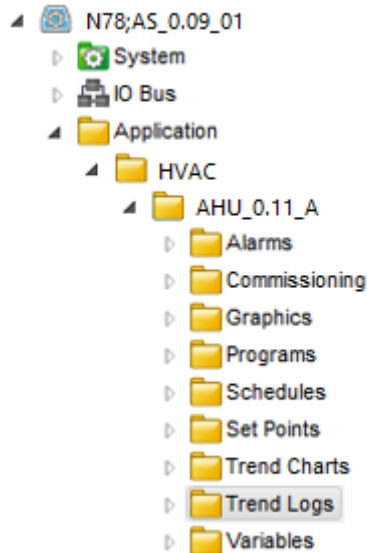 N78;AS_0.09_01
System
IO Bus
Application
HVAC
AHU_0.11_A
Alarms
Commissioning
Graphics
Programs
Schedules
Set Points
Trend Charts
Trend Logs
Variables